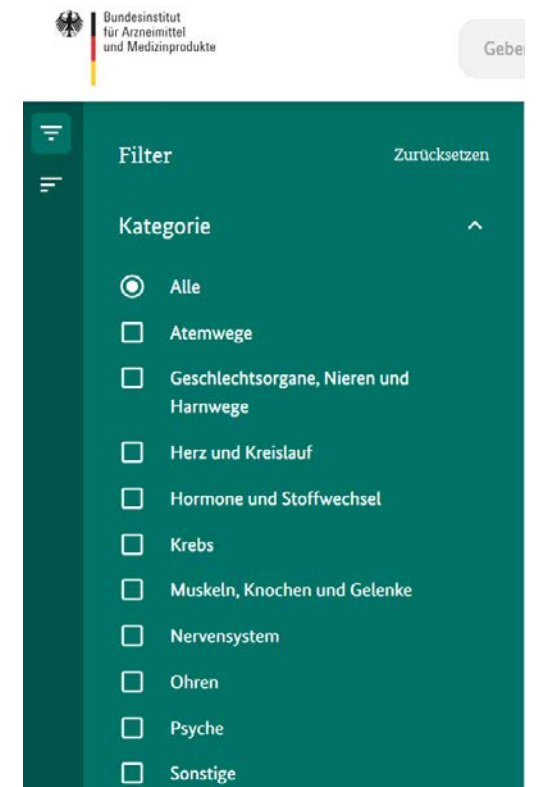 Bundesinstitut
für Arzneimittel
und Medizinprodukte
Filter
Zurücksetzen
Kategorie
Alle
Atemwege
Geschlechtsorgane, Nieren und
Harnwege
Herz und Kreislauf
Hormone und Stoffwechsel
Krebs
Muskeln, Knochen und Gelenke
Nervensystem
Ohren
Psyche
Sonstige